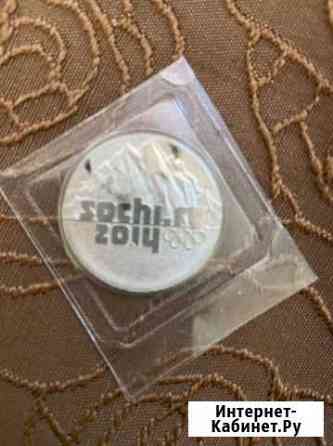 sochi.ru
2014
Интернет-
Кабинет.Ру